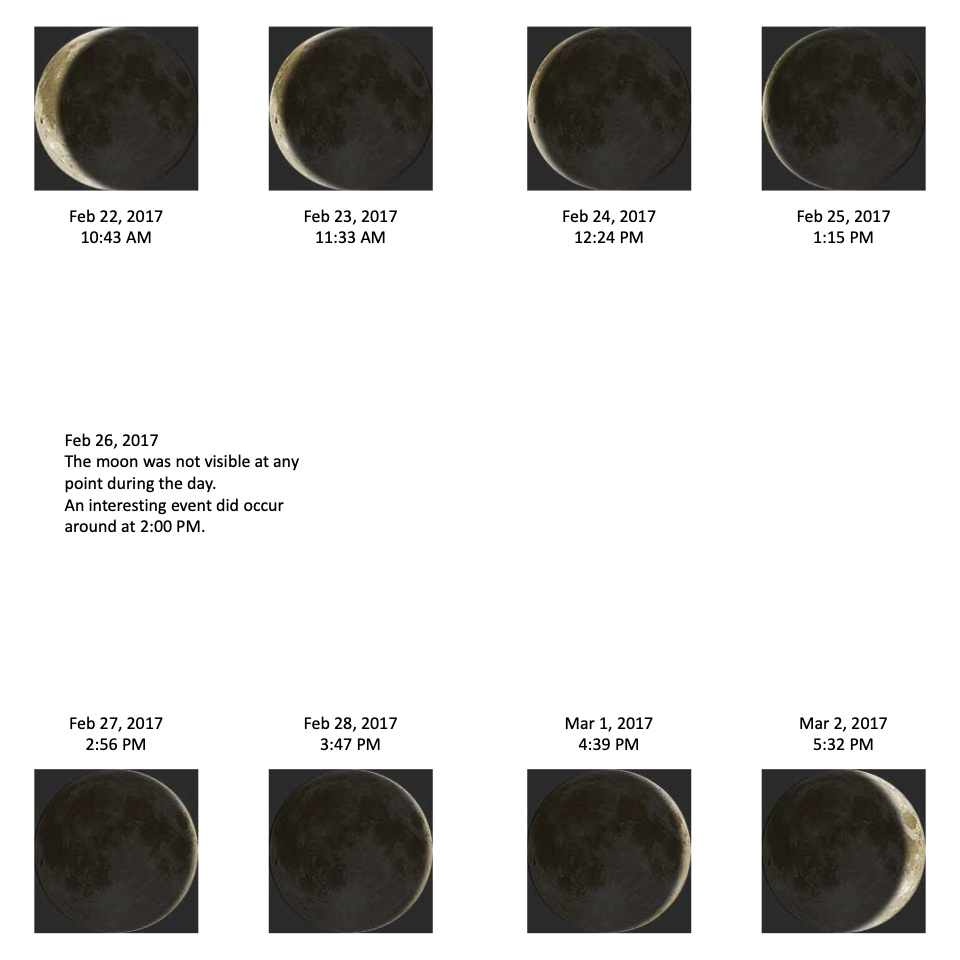 Feb 22, 2017
10:43 AM
Feb 23, 2017
11:33 AM
Feb 24, 2017
12:24 PM
Feb 25, 2017
1:15 PM
Feb 26, 2017
The moon was not visible at any
point during the day.
An interesting event did occur
around at 2:00 PM.
Feb 27, 2017
2:56 PM
Feb 28, 2017
3:47 PM
Mar 1, 2017
4:39 PM
Mar 2, 2017
5:32 PM